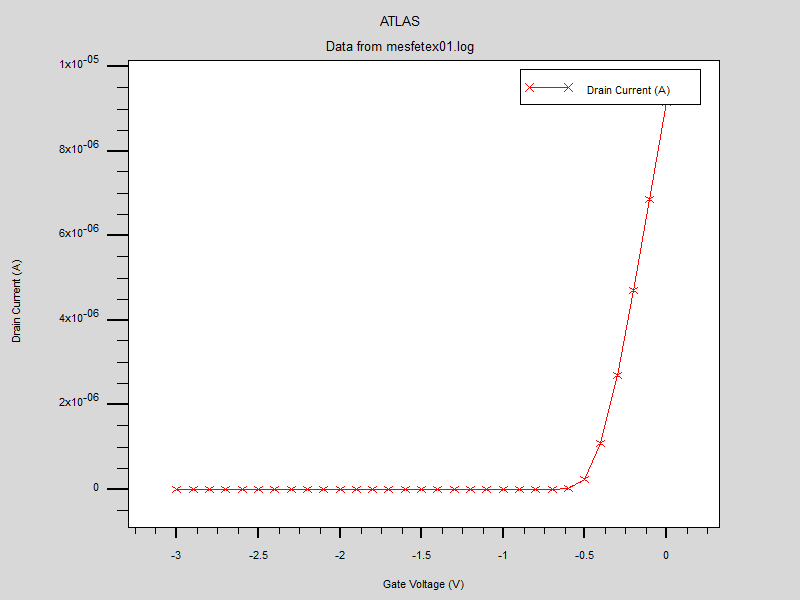 ATLAS
Data from mesfetex01.log
1x10-05
Drain Current (A)
8x10-06
6x10-06
4x10-06
2x10-06
0
Drain Current (A)
-3
-2.5
-2
-1.5
-1
-0.5
0
Gate Voltage (V)